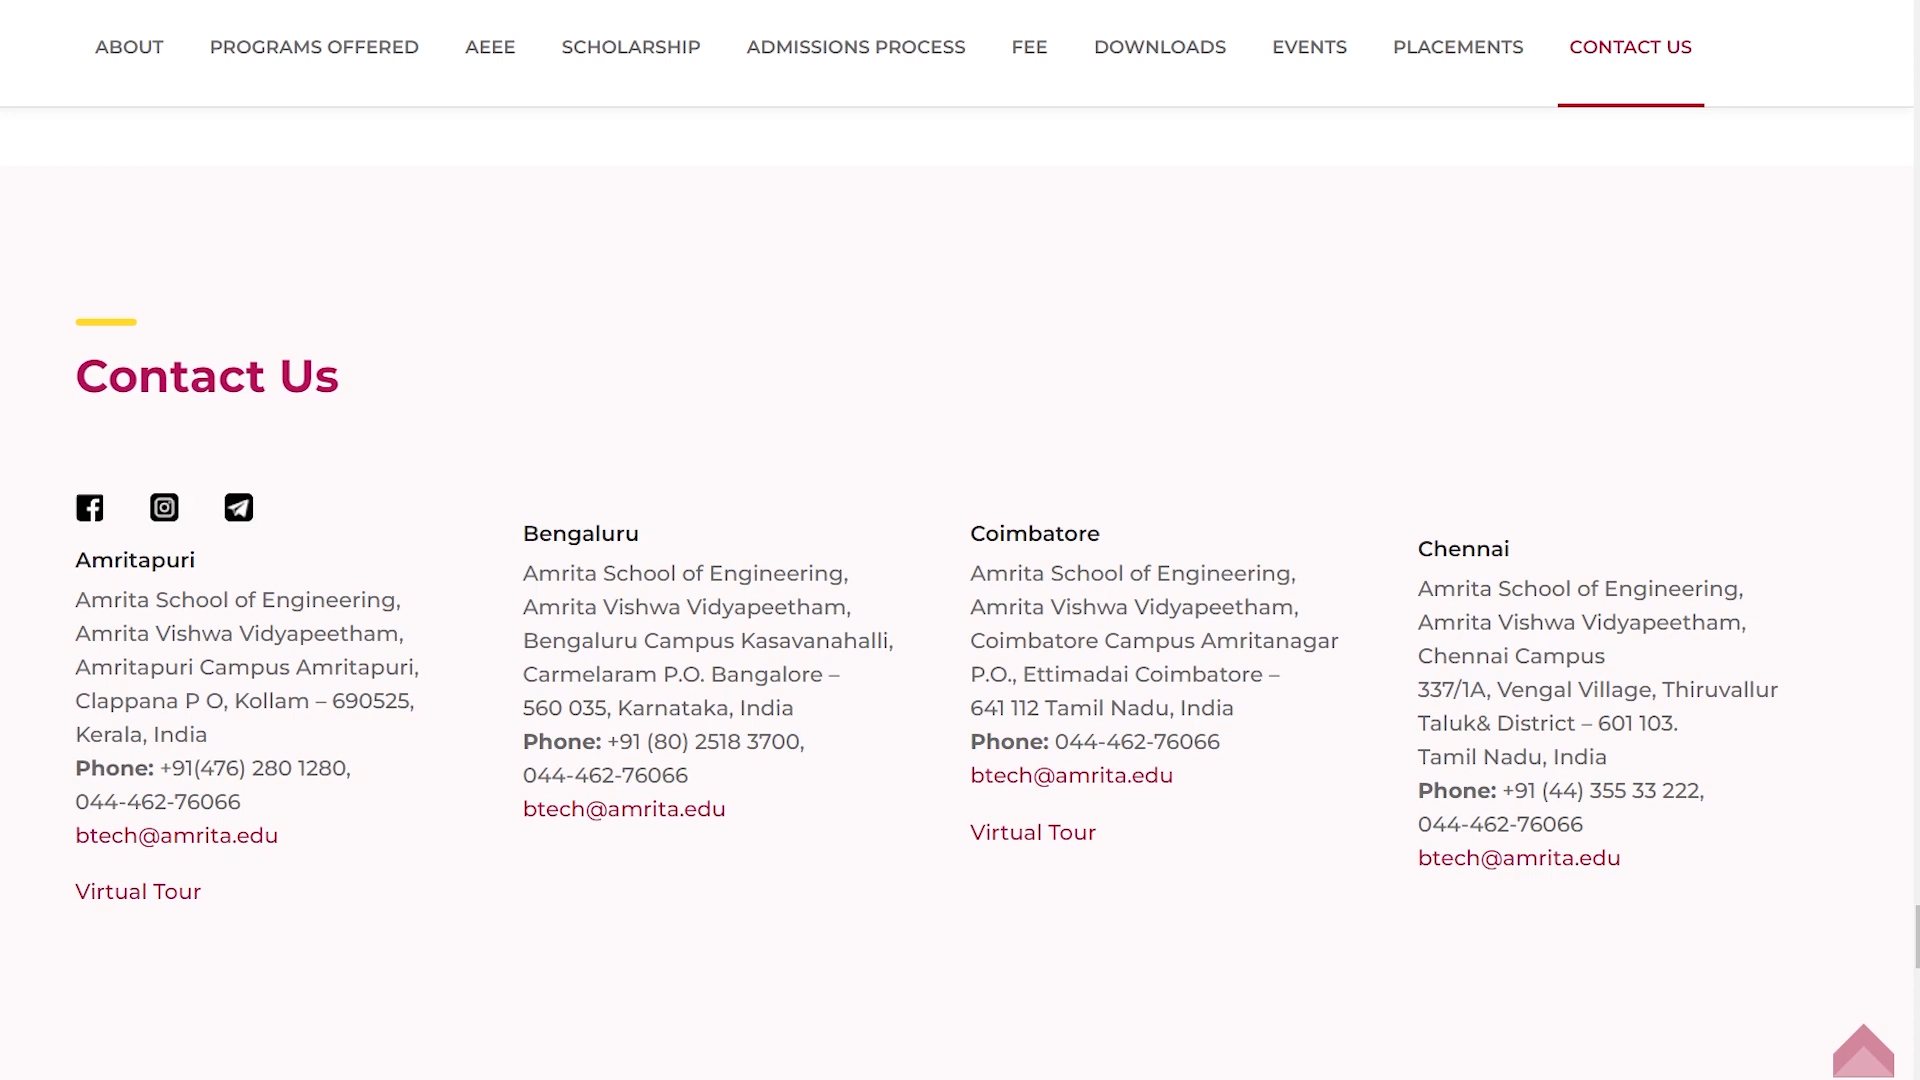 ABOUT PROGRAMS OFFERED AEEE SCHOLARSHIP ADMISSIONS PROCESS FEE DOWNLOADS EVENTS PLACEMENTS CONTACT US
Contact Us
Amritapuri
Amrita School of Engineering,
Amrita Vishwa Vidyapeetham,
Amritapuri Campus Amritapuri,
Clappana P O, Kollam – 690525,
Kerala, India
Phone: +91(476) 280 1280,
044-462-76066
btech@amrita.edu
Virtual Tour
Bengaluru
Amrita School of Engineering,
Amrita Vishwa Vidyapeetham,
Bengaluru Campus Kasavanahalli,
Carmelaram P.O. Bangalore –
560 035, Karnataka, India
Phone: +91 (80) 2518 3700,
044-462-76066
btech@amrita.edu
Coimbatore
Amrita School of Engineering,
Amrita Vishwa Vidyapeetham,
Coimbatore Campus Amritanagar
P.O., Ettimadai Coimbatore –
641 112 Tamil Nadu, India
Phone: 044-462-76066
btech@amrita.edu
Virtual Tour
Chennai
Amrita School of Engineering,
Amrita Vishwa Vidyapeetham,
Chennai Campus
337/1A, Vengal Village, Thiruvallur
Taluk& District – 601 103.
Tamil Nadu, India
Phone: +91 (44) 355 33 222,
044-462-76066
btech@amrita.edu